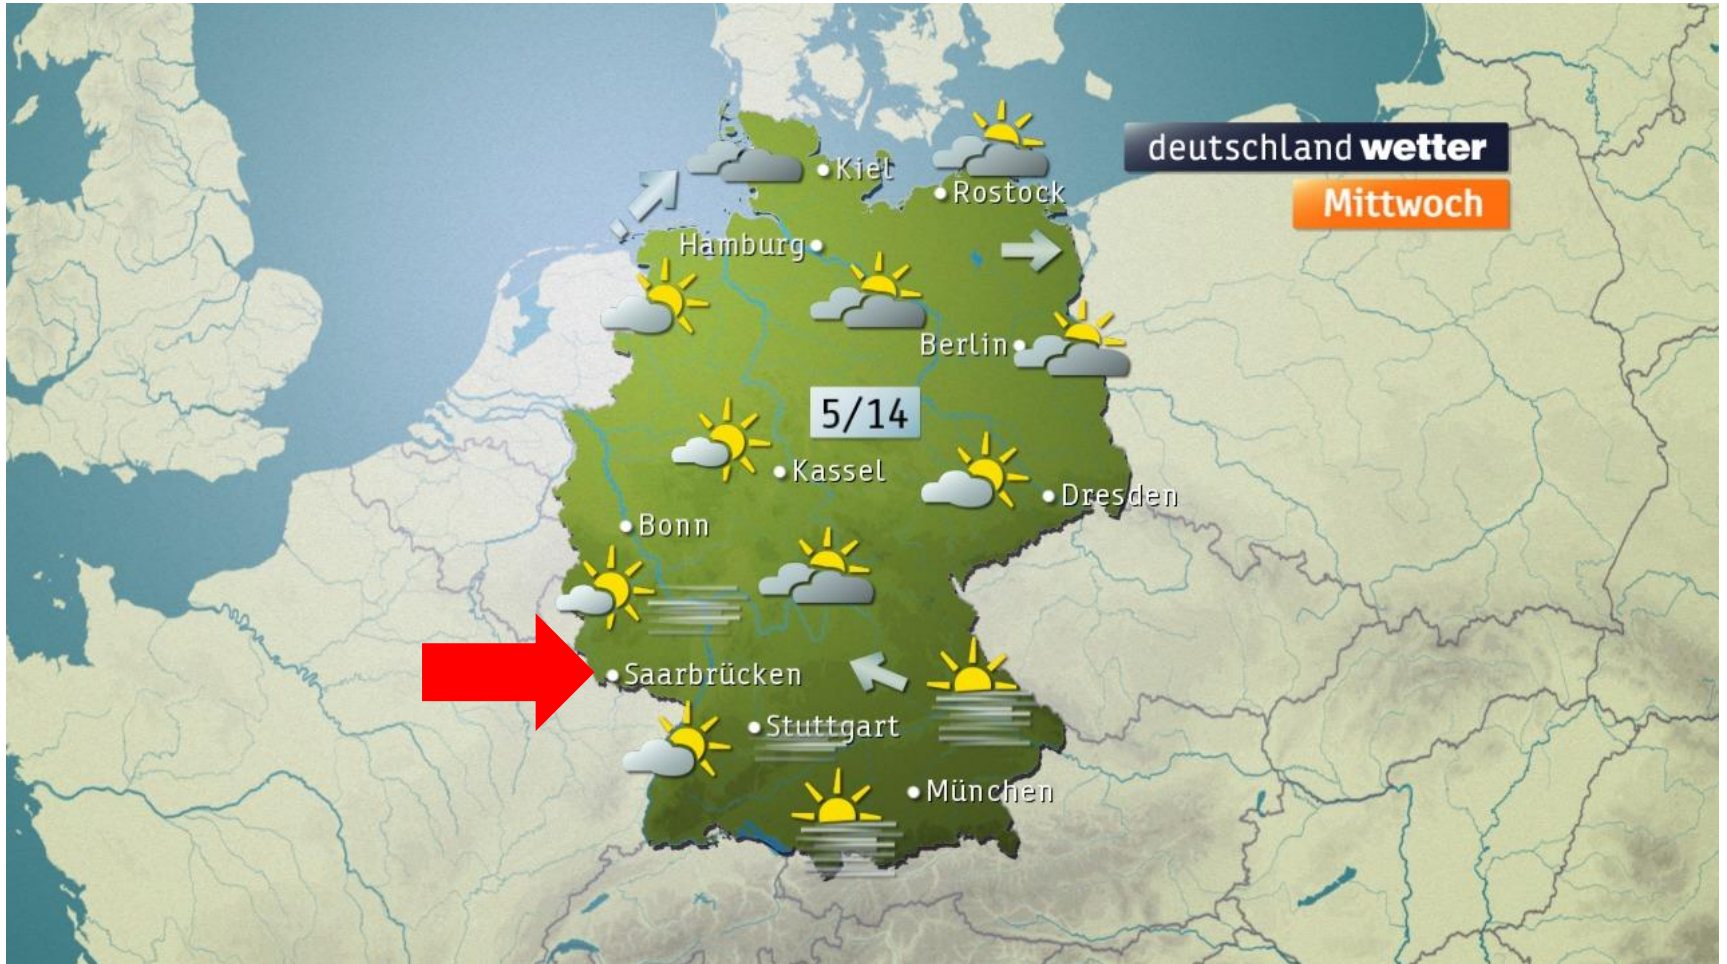 deutschland wetter
Mittwoch
Kiel
Rostock
Hamburg
Berlin
5/14
Kassel
Dresden
Bonn
Saarbrücken
Stuttgart
München